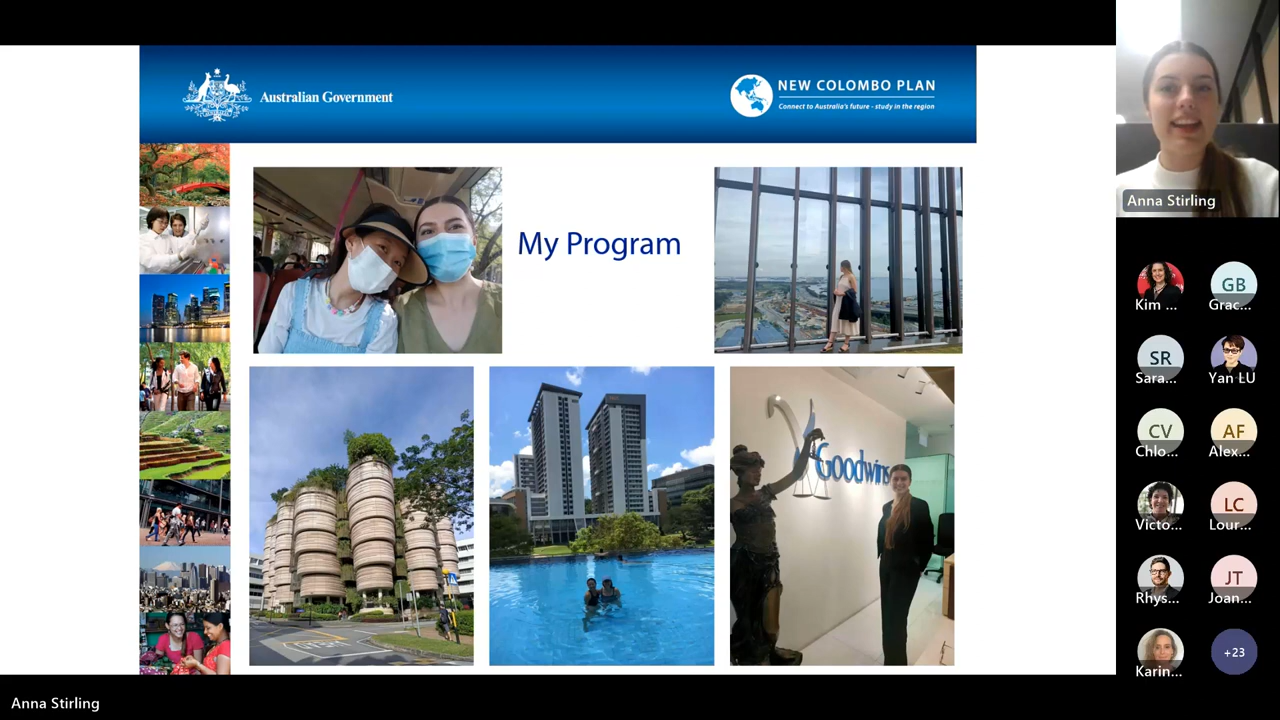 Australian Government
NEW COLOMBO PLAN
Connect to Australia's future - study in the region
My Program
Goodwins
Anna Stirling
Kim ...
GB
Grac...
SR
Sara...
Yan LU
CV
Chlo...
AF
Alex...
Victo...
LC
Lour...
Rhys...
JT
Joan...
Karin...
+23
Anna Stirling